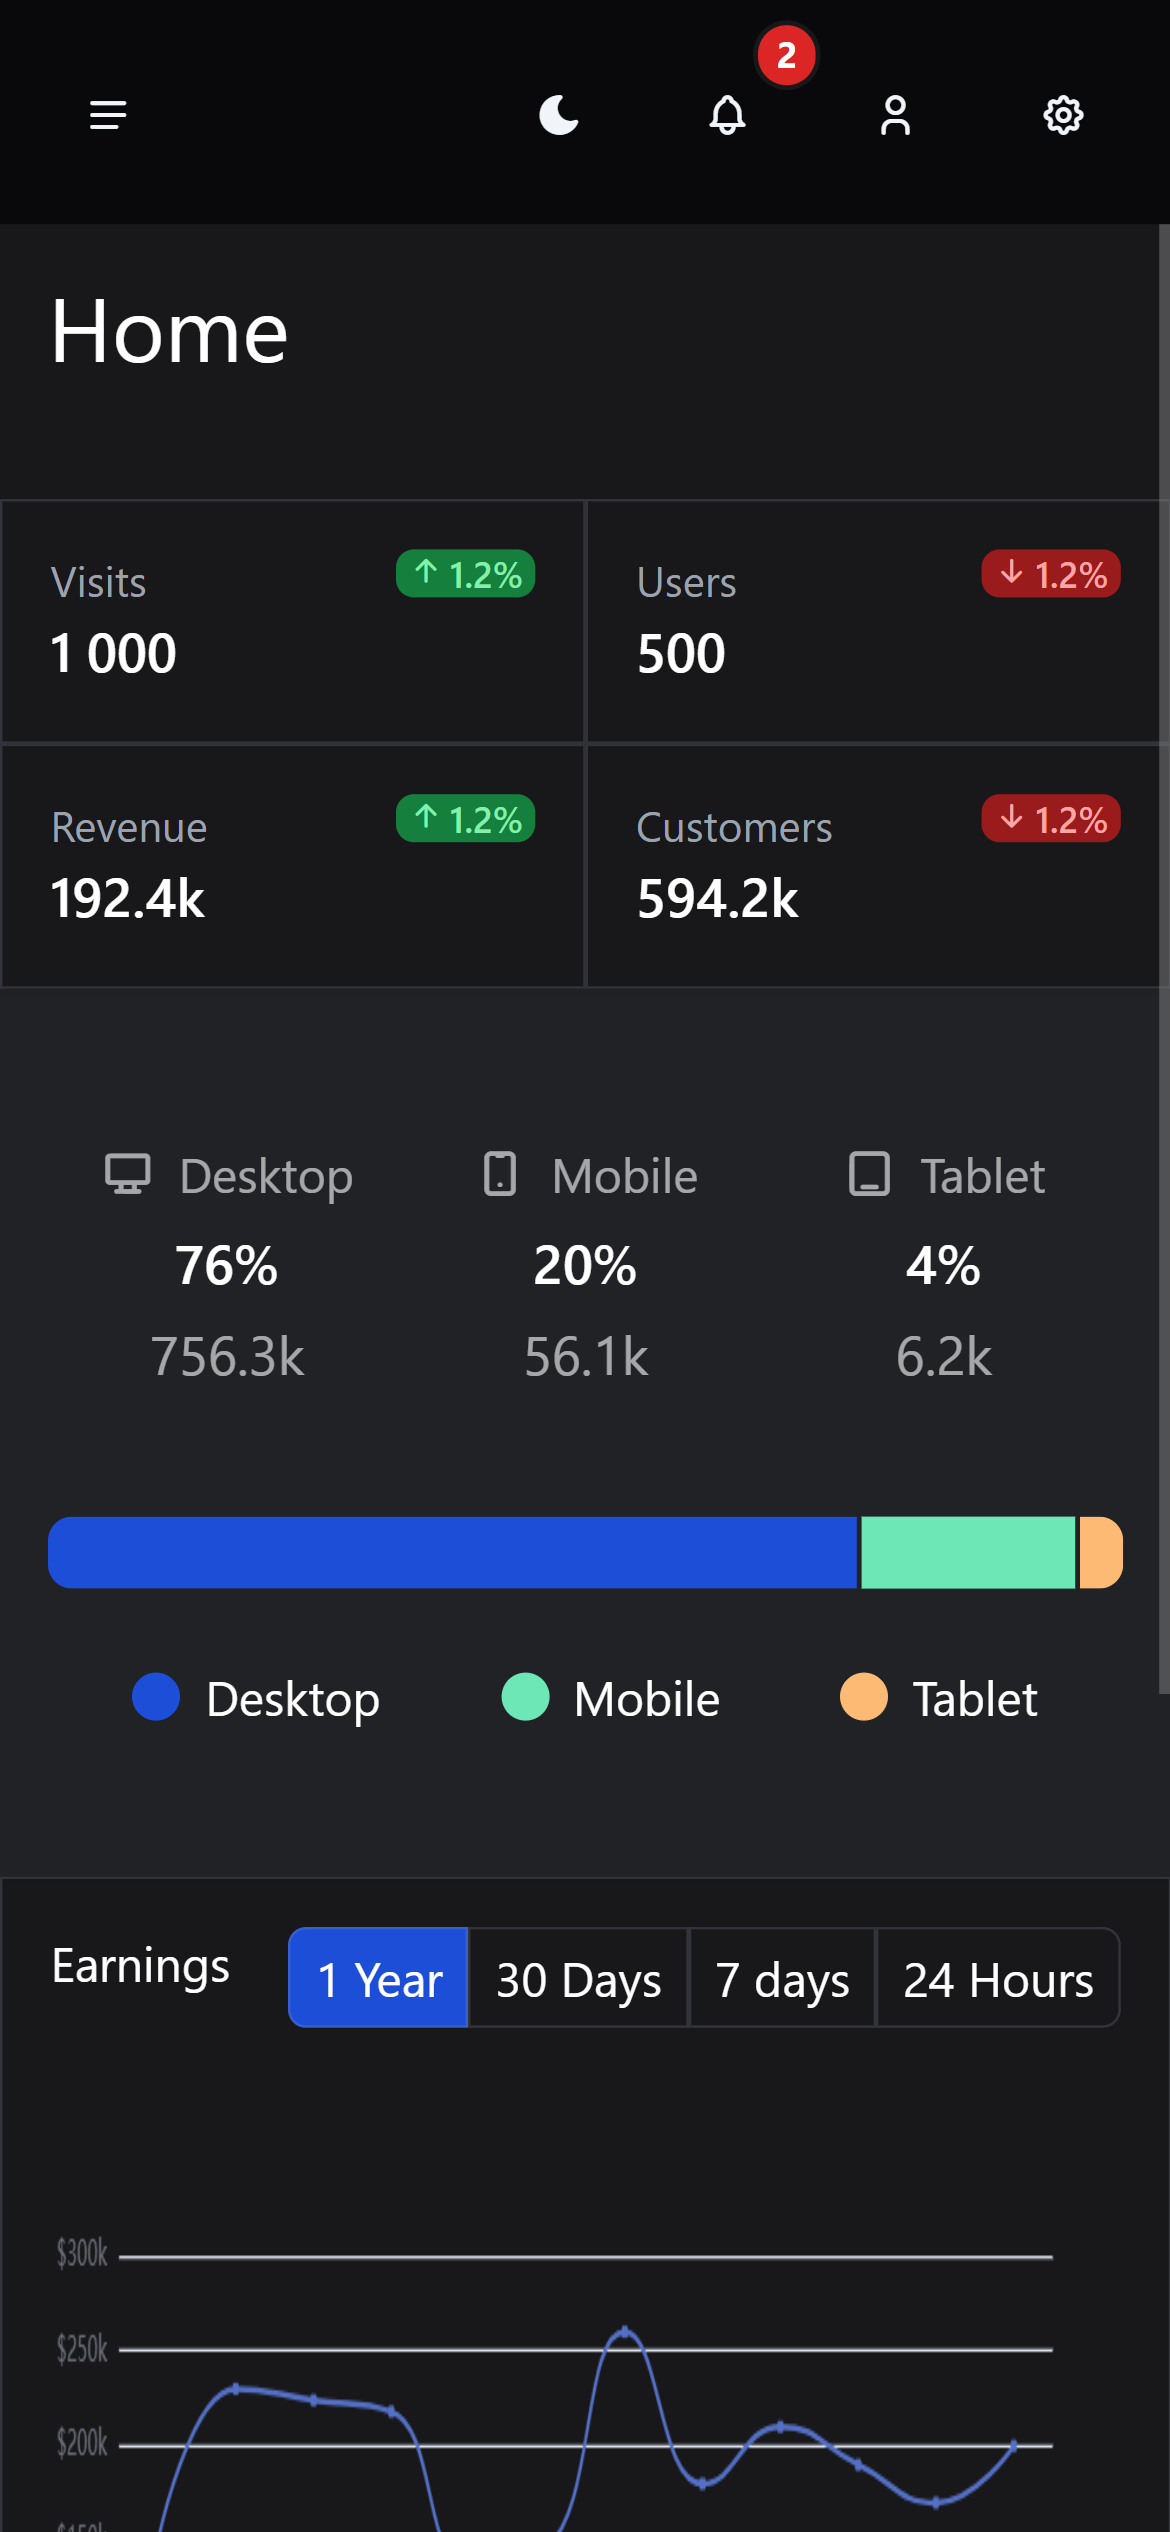 2
Home
Visits
↑ 1.2%
1 000
Users
↓ 1.2%
500
Revenue
↑ 1.2%
192.4k
Customers
↓ 1.2%
594.2k
Desktop
76%
756.3k
Mobile
20%
56.1k
Tablet
4%
6.2k
Desktop
Mobile
Tablet
Earnings
1 Year
30 Days
7 days
24 Hours
$300k
$250k
$200k